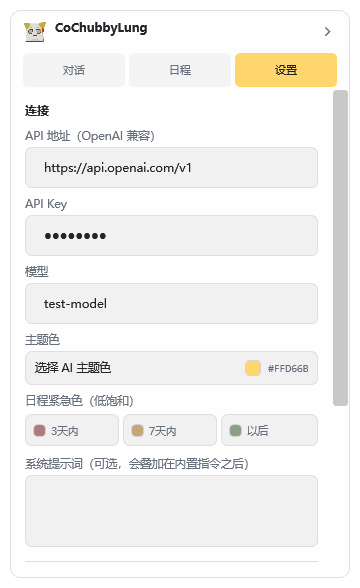 CoChubbyLung
对话 日程 设置
连接
API 地址（OpenAI 兼容）
https://api.openai.com/v1
API Key
●●●●●●●●
模型
test-model
主题色
选择 AI 主题色 #FFD66B
日程紧急色（低饱和）
3天内 7天内 以后
系统提示词（可选，会叠加在内置指令之后）